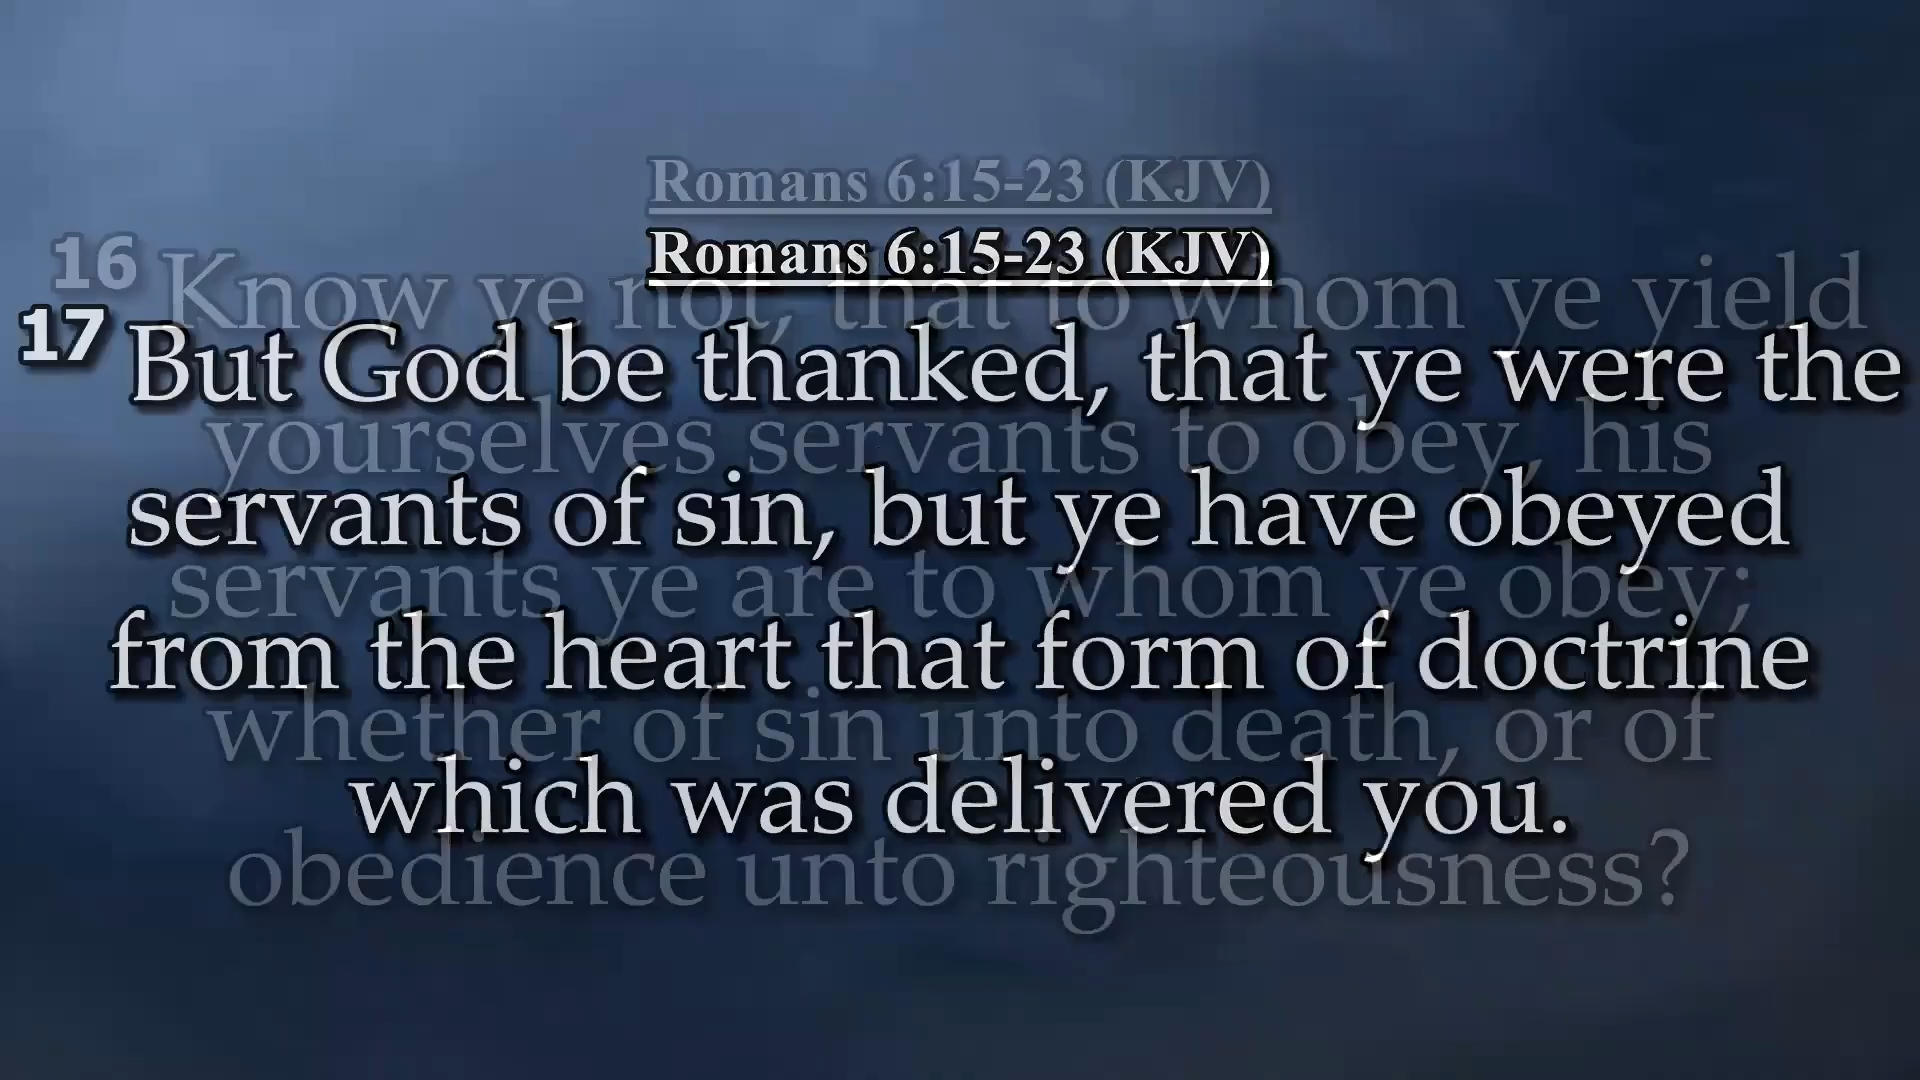 Romans 6:15-23 (KJV)
Romans 6:15-23 (KJV)
16 Know ye not, that to whom ye yield
17 But God be thanked, that ye were the
yourselves servants to obey, his
servants of sin, but ye have obeyed
servants ye are to whom ye obey;
from the heart that form of doctrine
whether of sin unto death, or of
which was delivered you.
obedience unto righteousness?